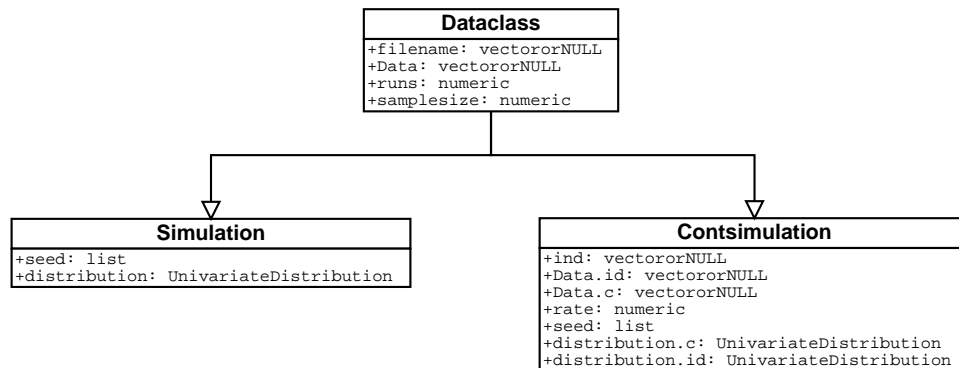 Dataclass
+filename: vectororNULL
+Data: vectororNULL
+runs: numeric
+samplesize: numeric
Simulation
+seed: list
+distribution: UnivariateDistribution
Contsimulation
+ind: vectororNULL
+Data.id: vectororNULL
+Data.c: vectororNULL
+rate: numeric
+seed: list
+distribution.c: UnivariateDistribution
+distribution.id: UnivariateDistribution